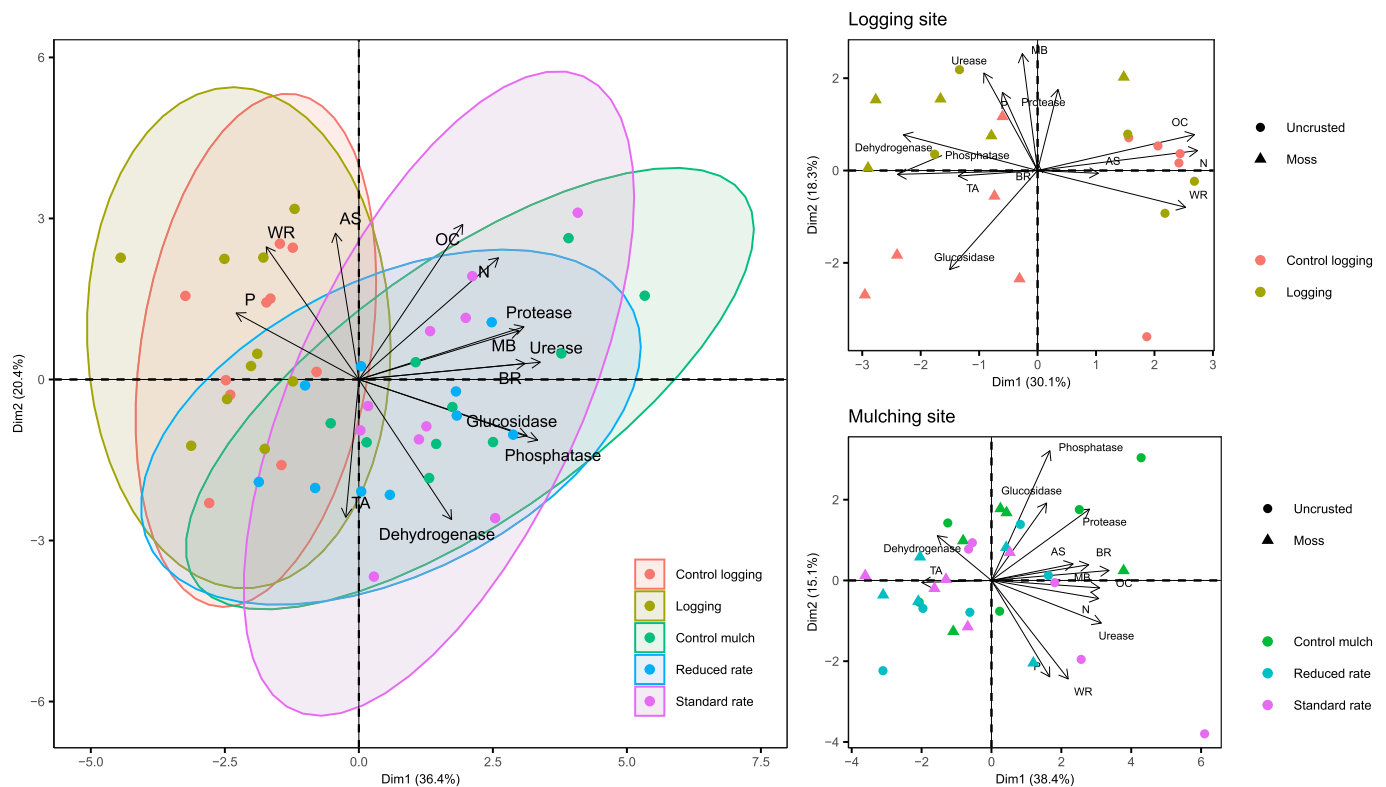 6
3
0
−3
−6
−5.0
−2.5
0.0
2.5
5.0
7.5
Dim1 (36.4%)
Dim2 (20.4%)
WR
AS
OC
N
P
Protease
MB
Urease
BR
Glucosidase
Phosphatase
TA
Dehydrogenase
Control logging
Logging
Control mulch
Reduced rate
Standard rate
Logging site
2
0
−2
−3
−2
−1
0
1
2
3
Dim1 (30.1%)
Dim2 (18.3%)
MB
Urease
P
Protease
OC
Dehydrogenase
Phosphatase
AS
N
BR
TA
WR
Glucosidase
Uncrusted
Moss
Control logging
Logging
Mulching site
2
0
−2
−4
−4
−2
0
2
4
6
Dim1 (38.4%)
Dim2 (15.1%)
Phosphatase
Glucosidase
Protease
Dehydrogenase
AS
BR
TA
MB
OC
N
Urease
P
WR
Uncrusted
Moss
Control mulch
Reduced rate
Standard rate